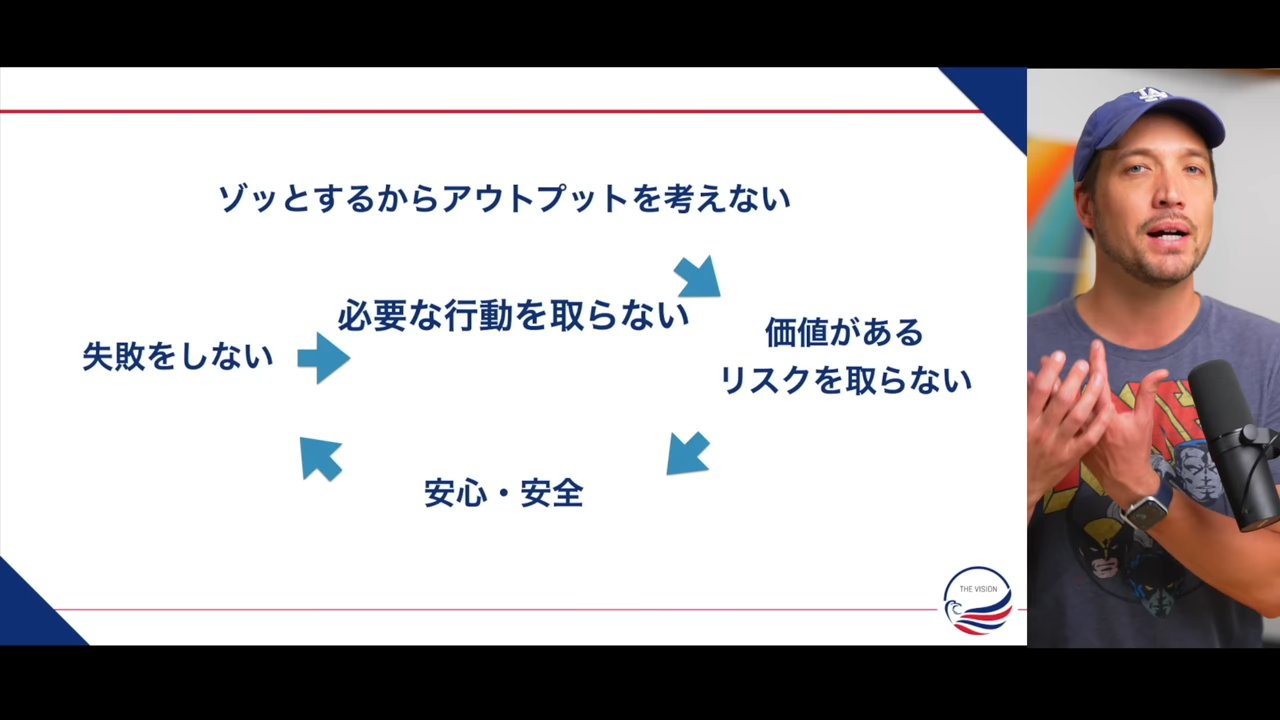 ゾッとするからアウトプットを考えない
必要な行動を取らない
失敗をしない
価値がある
リスクを取らない
安心・安全
THE VISION
LA